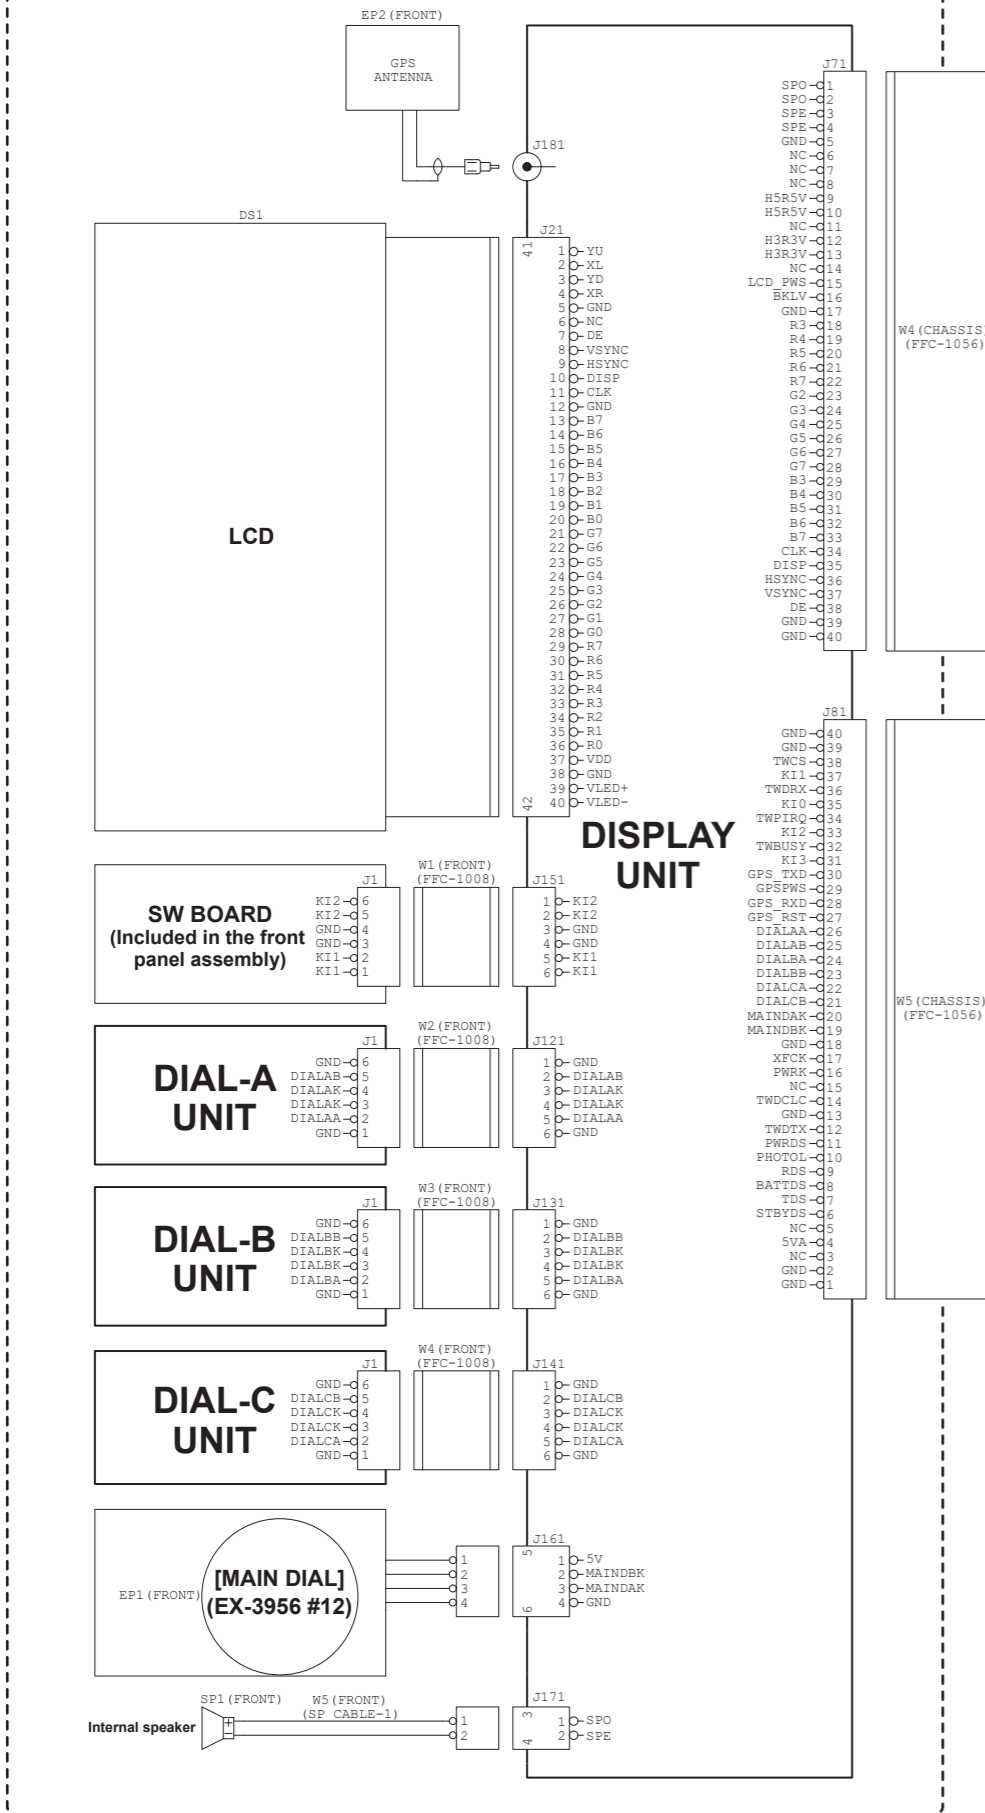 EP2(FRONT)
GPS
ANTENNA
J181
DS1
LCD
J21
41
1 YU
2 XL
3 YD
4 XR
5 GND
6 NC
7 DE
8 VSYNC
9 HSYNC
10 DISP
11 CLK
12 GND
13 B7
14 B6
15 B5
16 B4
17 B3
18 B2
19 B1
20 B0
21 G7
22 G6
23 G5
24 G4
25 G3
26 G2
27 G1
28 G0
29 R7
30 R6
31 R5
32 R4
33 R3
34 R2
35 R1
36 R0
37 VDD
38 GND
39 VLED+
40 VLED-
42
DISPLAY
UNIT
J71
SPO 1
SPO 2
SPE 3
SPE 4
GND 5
NC 6
NC 7
NC 8
H5R5V 9
H5R5V 10
NC 11
H3R3V 12
H3R3V 13
NC 14
LCD_PWS 15
BKLV 16
GND 17
R3 18
R4 19
R5 20
R6 21
R7 22
G2 23
G3 24
G4 25
G5 26
G6 27
G7 28
B3 29
B4 30
B5 31
B6 32
B7 33
CLK 34
DISP 35
HSYNC 36
VSYNC 37
DE 38
GND 39
GND 40
W4(CHASSIS)
(FFC-1056)
J81
GND 40
GND 39
TWCS 38
KI1 37
TWDRX 36
KI0 35
TWPIRQ 34
KI2 33
TWBUSY 32
KI3 31
GPS_TXD 30
GPSPWS 29
GPS_RXD 28
GPS_RST 27
DIALAA 26
DIALAB 25
DIALBA 24
DIALBB 23
DIALCA 22
DIALCB 21
MAINDAK 20
MAINDBK 19
GND 18
XFCK 17
PWRK 16
NC 15
TWDCLC 14
GND 13
TWDTX 12
PWRDS 11
PHOTOL 10
RDS 9
BATTDS 8
TDS 7
STBYDS 6
NC 5
5VA 4
NC 3
GND 2
GND 1
W5(CHASSIS)
(FFC-1056)
SW BOARD
(Included in the front
panel assembly)
J1
KI2 6
KI2 5
GND 4
GND 3
KI1 2
KI1 1
W1(FRONT)
(FFC-1008)
J151
1 KI2
2 KI2
3 GND
4 GND
5 KI1
6 KI1
DIAL-A
UNIT
J1
GND 6
DIALAB 5
DIALAK 4
DIALAK 3
DIALAA 2
GND 1
W2(FRONT)
(FFC-1008)
J121
1 GND
2 DIALAB
3 DIALAK
4 DIALAK
5 DIALAA
6 GND
DIAL-B
UNIT
J1
GND 6
DIALBB 5
DIALBK 4
DIALBK 3
DIALBA 2
GND 1
W3(FRONT)
(FFC-1008)
J131
1 GND
2 DIALBB
3 DIALBK
4 DIALBK
5 DIALBA
6 GND
DIAL-C
UNIT
J1
GND 6
DIALCB 5
DIALCK 4
DIALCK 3
DIALCA 2
GND 1
W4(FRONT)
(FFC-1008)
J141
1 GND
2 DIALCB
3 DIALCK
4 DIALCK
5 DIALCA
6 GND
EP1(FRONT)
[MAIN DIAL]
(EX-3956 #12)
1
2
3
4
J161
5
1 5V
2 MAINDBK
3 MAINDAK
4 GND
6
Internal speaker
SP1(FRONT)
+
−
W5(FRONT)
(SP CABLE-1)
1
2
J171
3
1 SPO
2 SPE
4